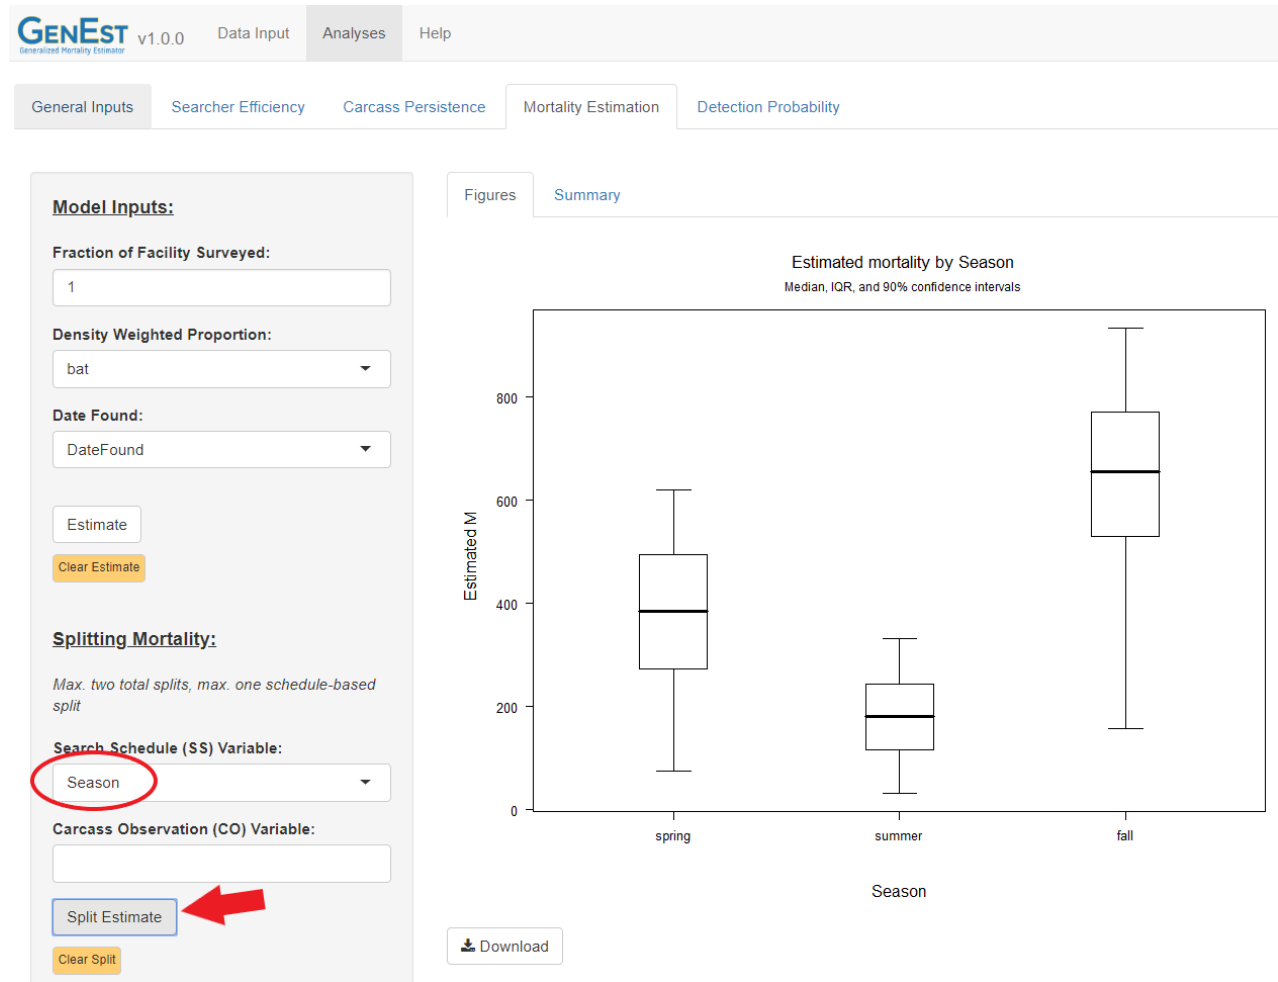 GENEST v1.0.0 Data Input Analyses Help
Generalized Mortality Estimator
General Inputs Searcher Efficiency Carcass Persistence Mortality Estimation Detection Probability
Model Inputs:
Fraction of Facility Surveyed:
1
Density Weighted Proportion:
bat
Date Found:
DateFound
Estimate
Clear Estimate
Splitting Mortality:
Max. two total splits, max. one schedule-based
split
Search Schedule (SS) Variable:
Season
Carcass Observation (CO) Variable:
Split Estimate
Clear Split
Figures Summary
Estimated mortality by Season
Median, IQR, and 90% confidence intervals
Estimated M
800
600
400
200
0
spring summer fall
Season
Download